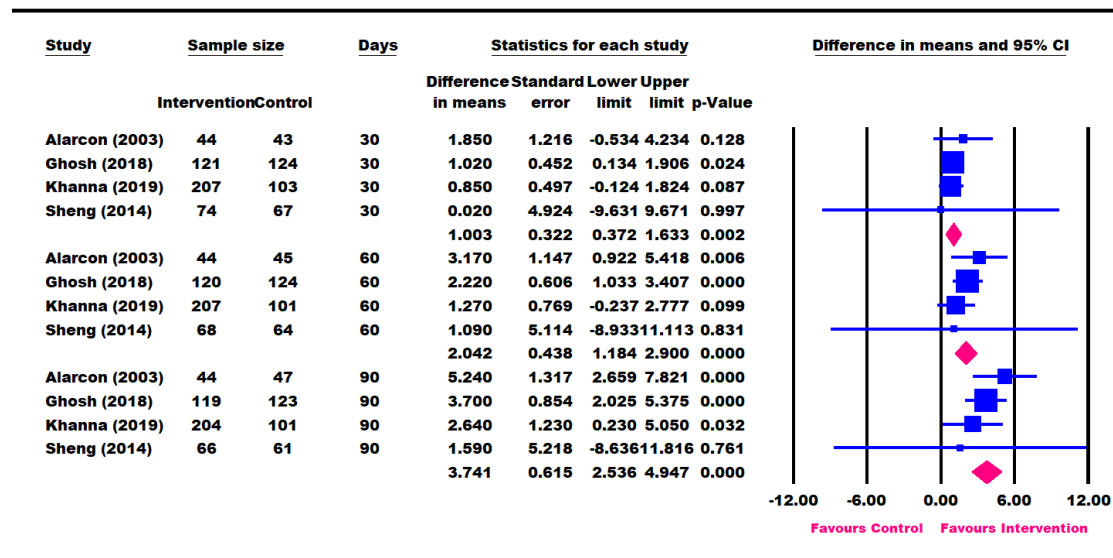 Study Sample size Days Statistics for each study Difference in means and 95% CI
Difference Standard Lower Upper
InterventionControl in means error limit limit p-Value
Alarcon (2003) 44 43 30 1.850 1.216 -0.534 4.234 0.128
Ghosh (2018) 121 124 30 1.020 0.452 0.134 1.906 0.024
Khanna (2019) 207 103 30 0.850 0.497 -0.124 1.824 0.087
Sheng (2014) 74 67 30 0.020 4.924 -9.631 9.671 0.997
1.003 0.322 0.372 1.633 0.002
Alarcon (2003) 44 45 60 3.170 1.147 0.922 5.418 0.006
Ghosh (2018) 120 124 60 2.220 0.606 1.033 3.407 0.000
Khanna (2019) 207 101 60 1.270 0.769 -0.237 2.777 0.099
Sheng (2014) 68 64 60 1.090 5.114 -8.93311.113 0.831
2.042 0.438 1.184 2.900 0.000
Alarcon (2003) 44 47 90 5.240 1.317 2.659 7.821 0.000
Ghosh (2018) 119 123 90 3.700 0.854 2.025 5.375 0.000
Khanna (2019) 204 101 90 2.640 1.230 0.230 5.050 0.032
Sheng (2014) 66 61 90 1.590 5.218 -8.63611.816 0.761
3.741 0.615 2.536 4.947 0.000
-12.00 -6.00 0.00 6.00 12.00
Favours Control Favours Intervention